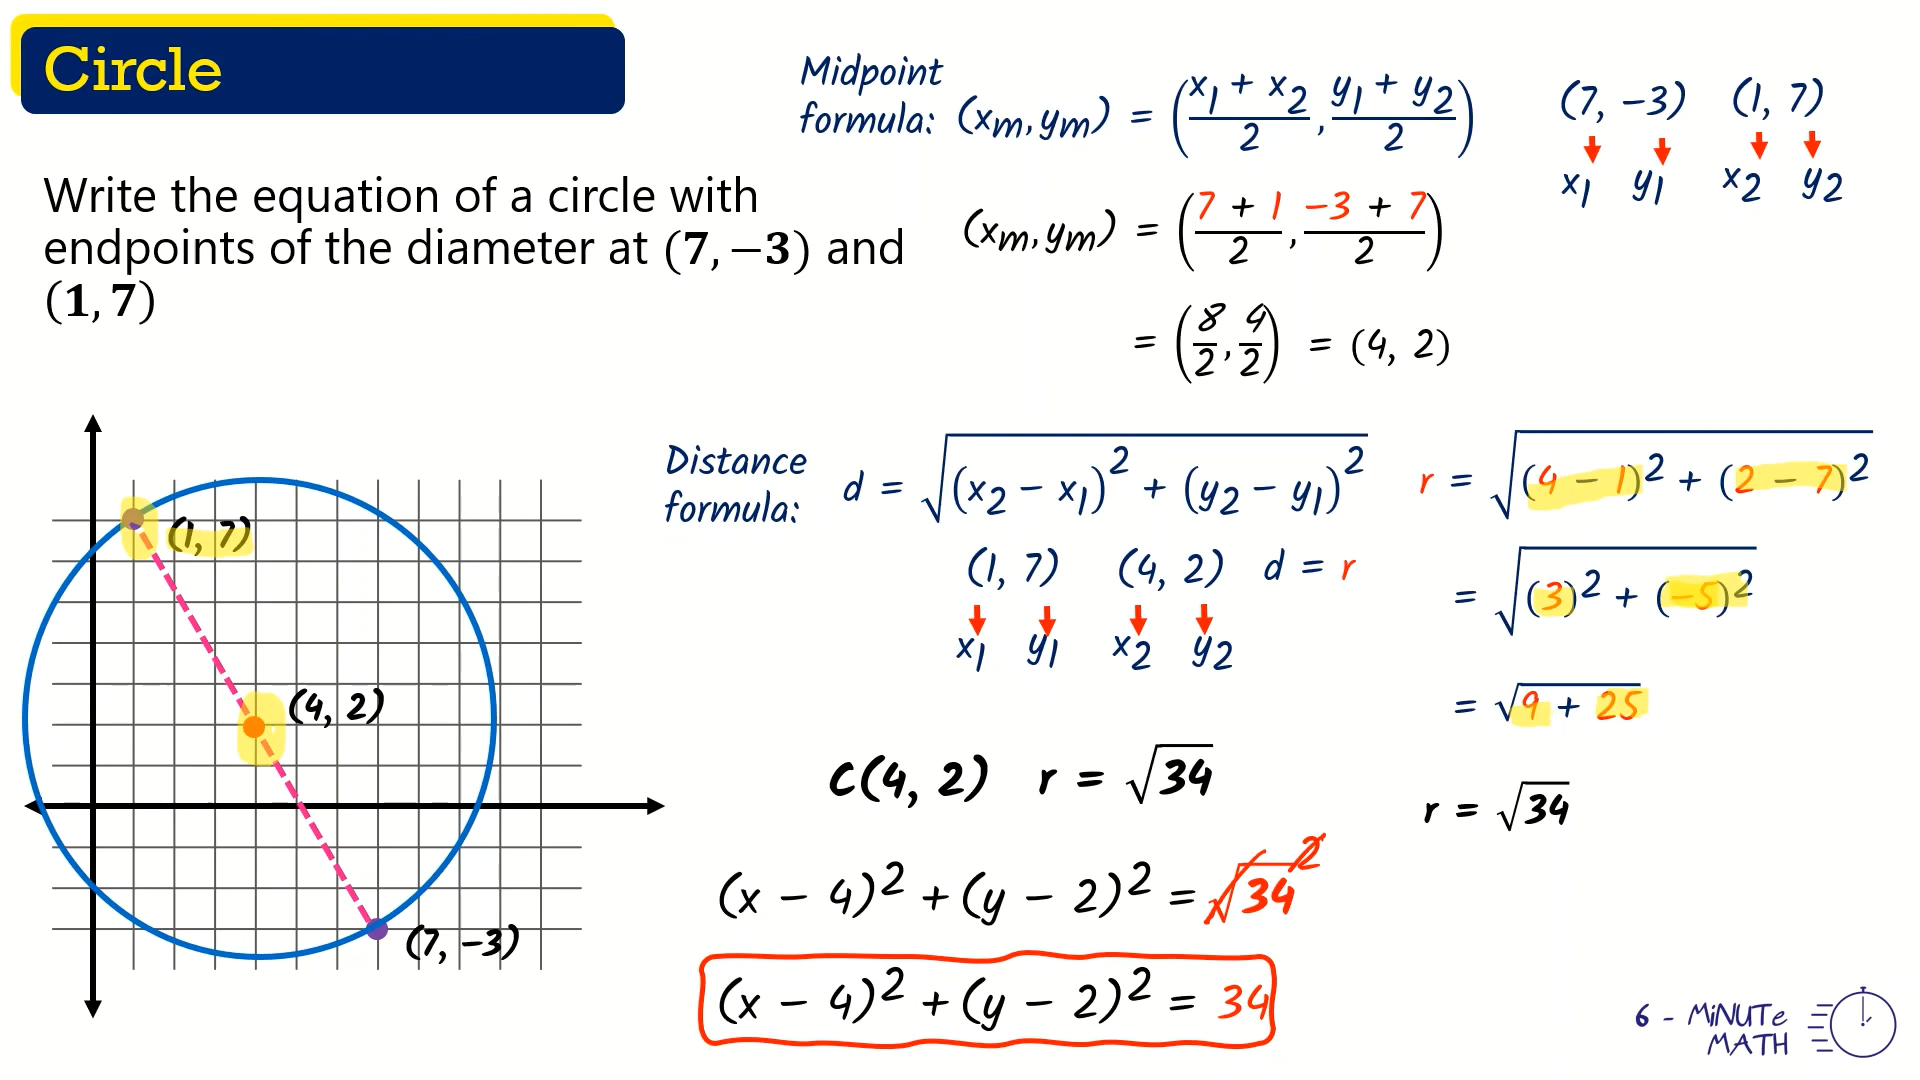 Circle
Write the equation of a circle with
endpoints of the diameter at (7, −3) and
(1, 7)
Midpoint
formula: (xₘ, yₘ) = ((x₁ + x₂)/2, (y₁ + y₂)/2)
(7, −3) (1, 7)
x₁ y₁ x₂ y₂
(xₘ, yₘ) = ((7 + 1)/2, (−3 + 7)/2)
= (8/2, 4/2) = (4, 2)
(1, 7)
(4, 2)
(7, −3)
Distance
formula: d = √((x₂ − x₁)² + (y₂ − y₁)²)
(1, 7) (4, 2) d = r
x₁ y₁ x₂ y₂
r = √((4 − 1)² + (2 − 7)²)
= √((3)² + (−5)²)
= √(9 + 25)
r = √34
C(4, 2) r = √34
(x − 4)² + (y − 2)² = √34²
(x − 4)² + (y − 2)² = 34
6 - MiNUTe
MATH